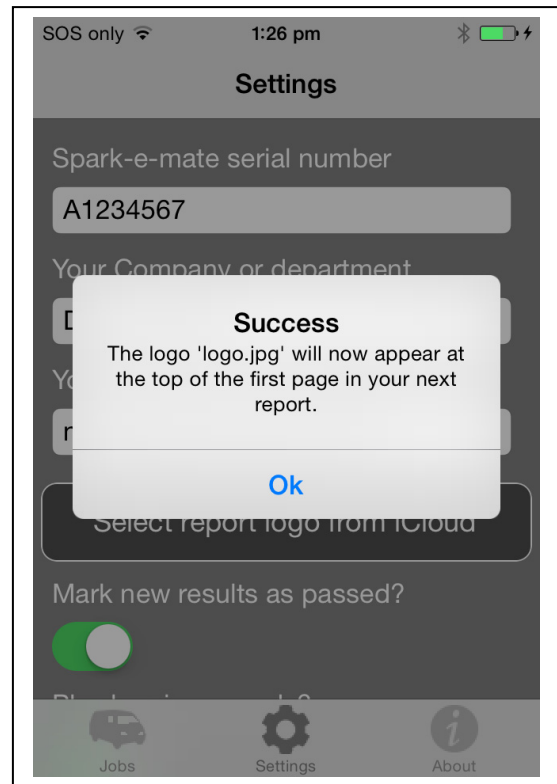 SOS only 1:26 pm
Settings
Spark-e-mate serial number
A1234567
Your Company or department
Success
The logo 'logo.jpg' will now appear at
the top of the first page in your next
report.
Ok
Select report logo from iCloud
Mark new results as passed?
Jobs Settings About